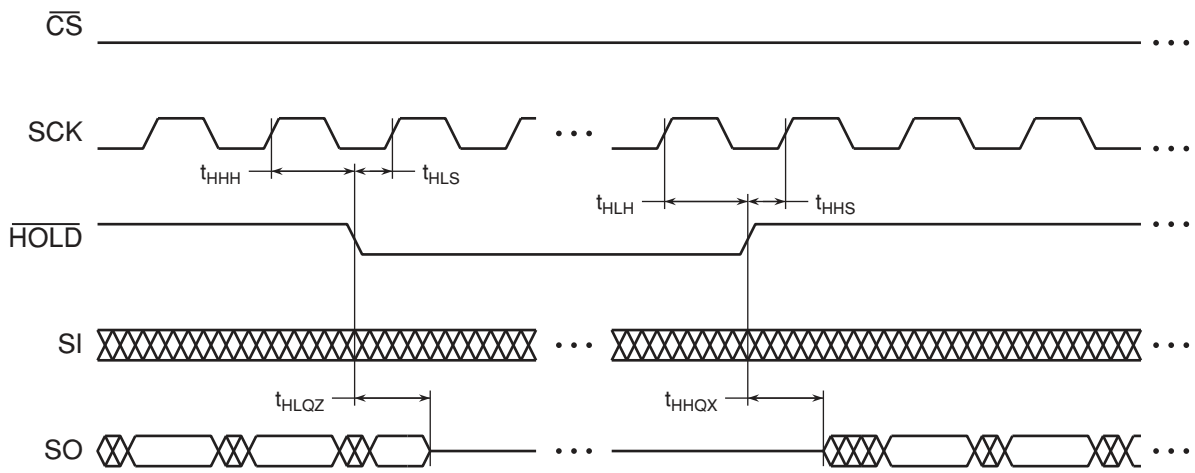 CS
• • •
SCK
• • •
• • •
tHHH
tHLS
tHLH
tHHS
HOLD
• • •
SI
• • •
• • •
tHLQZ
tHHQX
SO
• • •
• • •